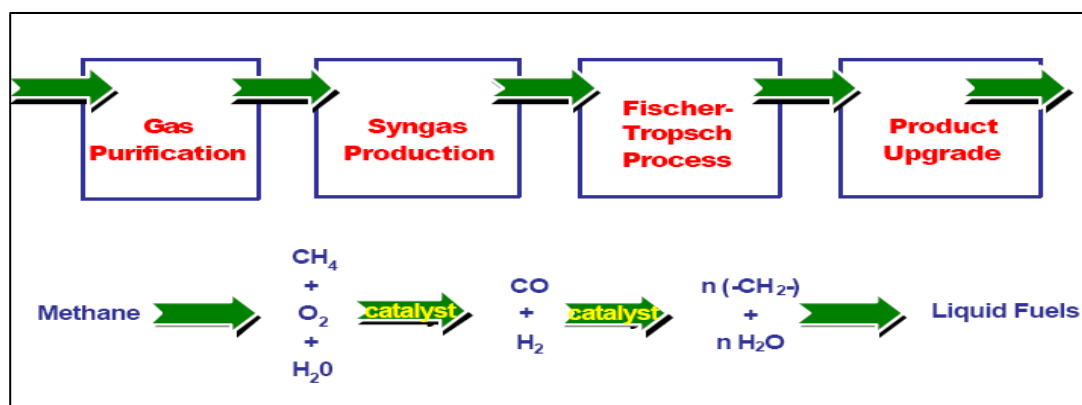 Gas
Purification
Syngas
Production
Fischer-
Tropsch
Process
Product
Upgrade
Methane
CH₄
+
O₂
+
H₂0
catalyst
CO
+
H₂
catalyst
n (-CH₂-)
+
n H₂O
Liquid Fuels